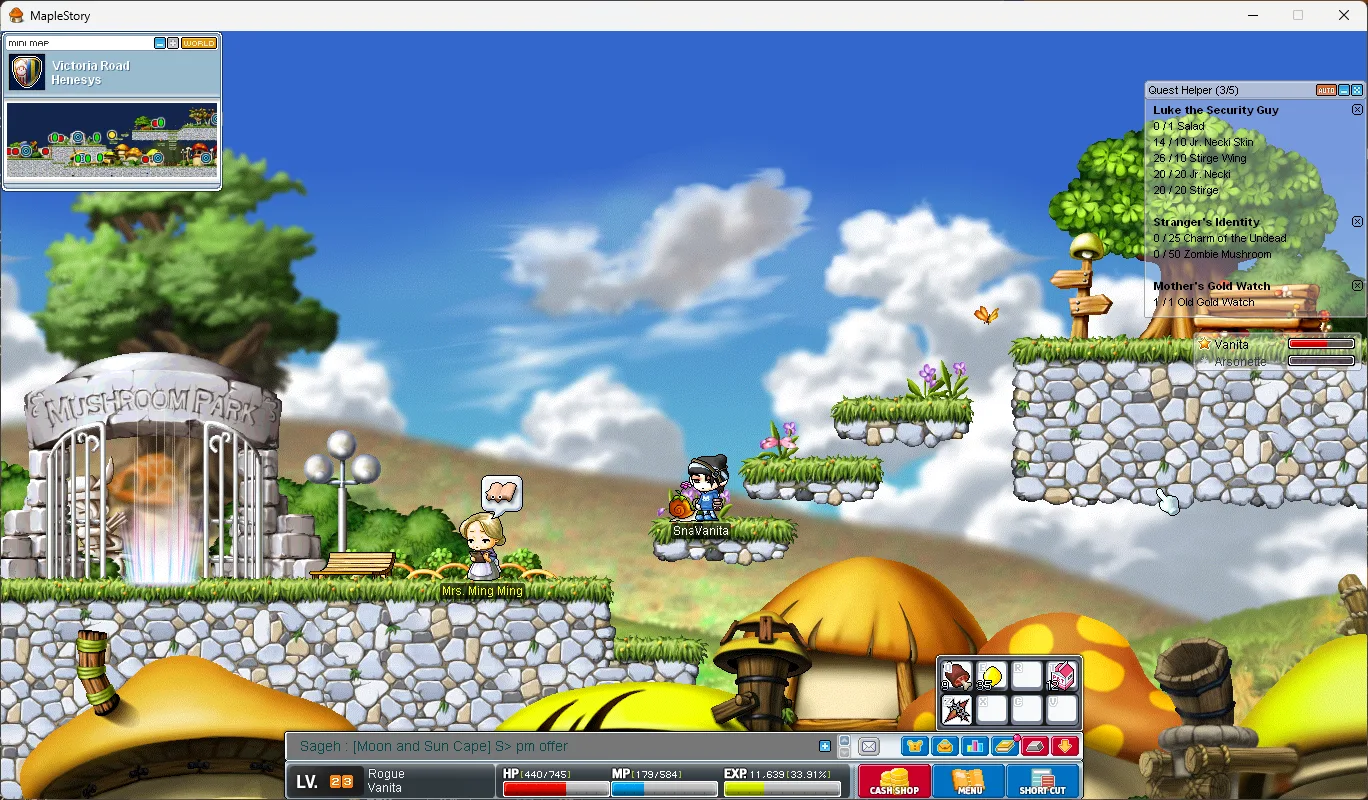 MapleStory
MINI MAP
WORLD
Victoria Road
Henesys
Quest Helper (3/5)
AUTO
Luke the Security Guy
0 / 1 Salad
14 / 10 Jr. Necki Skin
26 / 10 Stirge Wing
20 / 20 Jr. Necki
20 / 20 Stirge
Stranger's Identity
0 / 25 Charm of the Undead
0 / 50 Zombie Mushroom
Mother's Gold Watch
1 / 1 Old Gold Watch
Vanita
Arsonette
MUSHROOM PARK
SnaVanita
Mrs. Ming Ming
9
85
R
12
X
C
V
Sageh : [Moon and Sun Cape] S> pm offer
LV. 23
Rogue
Vanita
HP[440/745]
MP[179/584]
EXP. 11.639[33.91%]
CASH SHOP
MENU
SHORT CUT